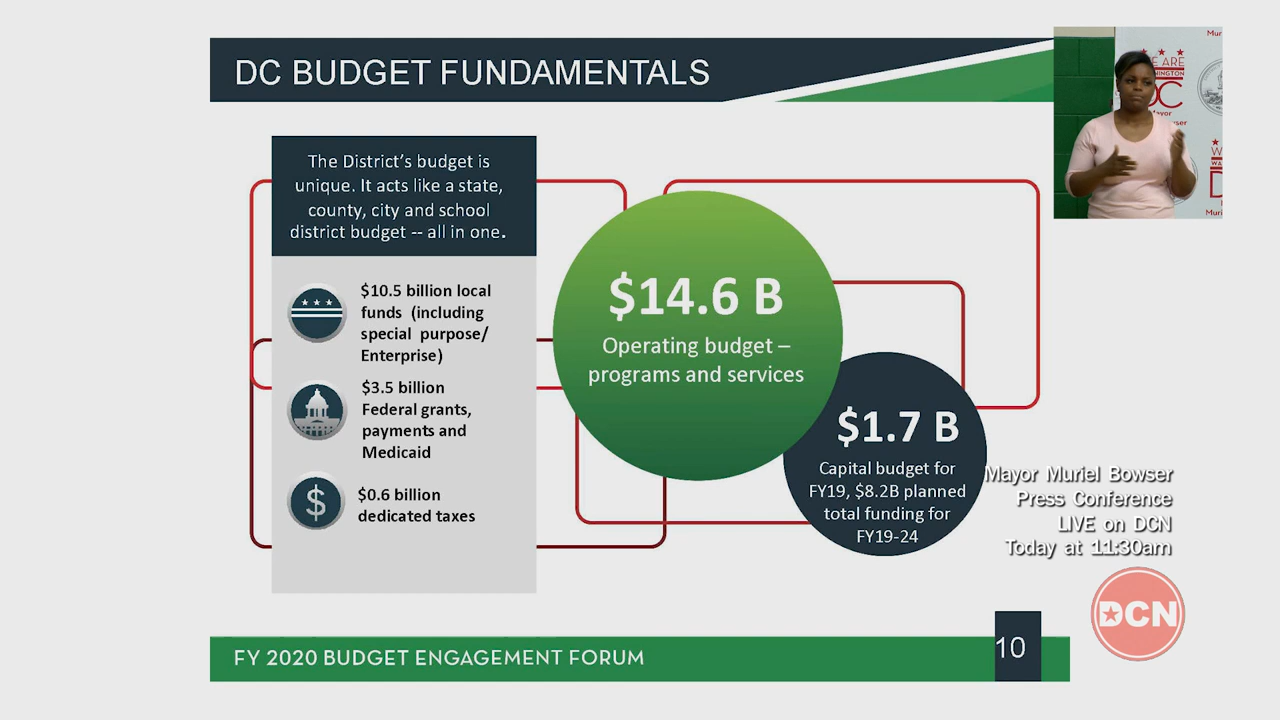 DC BUDGET FUNDAMENTALS
The District's budget is
unique. It acts like a state,
county, city and school
district budget -- all in one.
$10.5 billion local
funds (including
special purpose/
Enterprise)
$3.5 billion
Federal grants,
payments and
Medicaid
$
$0.6 billion
dedicated taxes
$14.6 B
Operating budget –
programs and services
$1.7 B
Capital budget for
FY19, $8.2B planned
total funding for
FY19-24
Mayor Muriel Bowser
Press Conference
LIVE on DCN
Today at 11:30am
DCN
FY 2020 BUDGET ENGAGEMENT FORUM
10